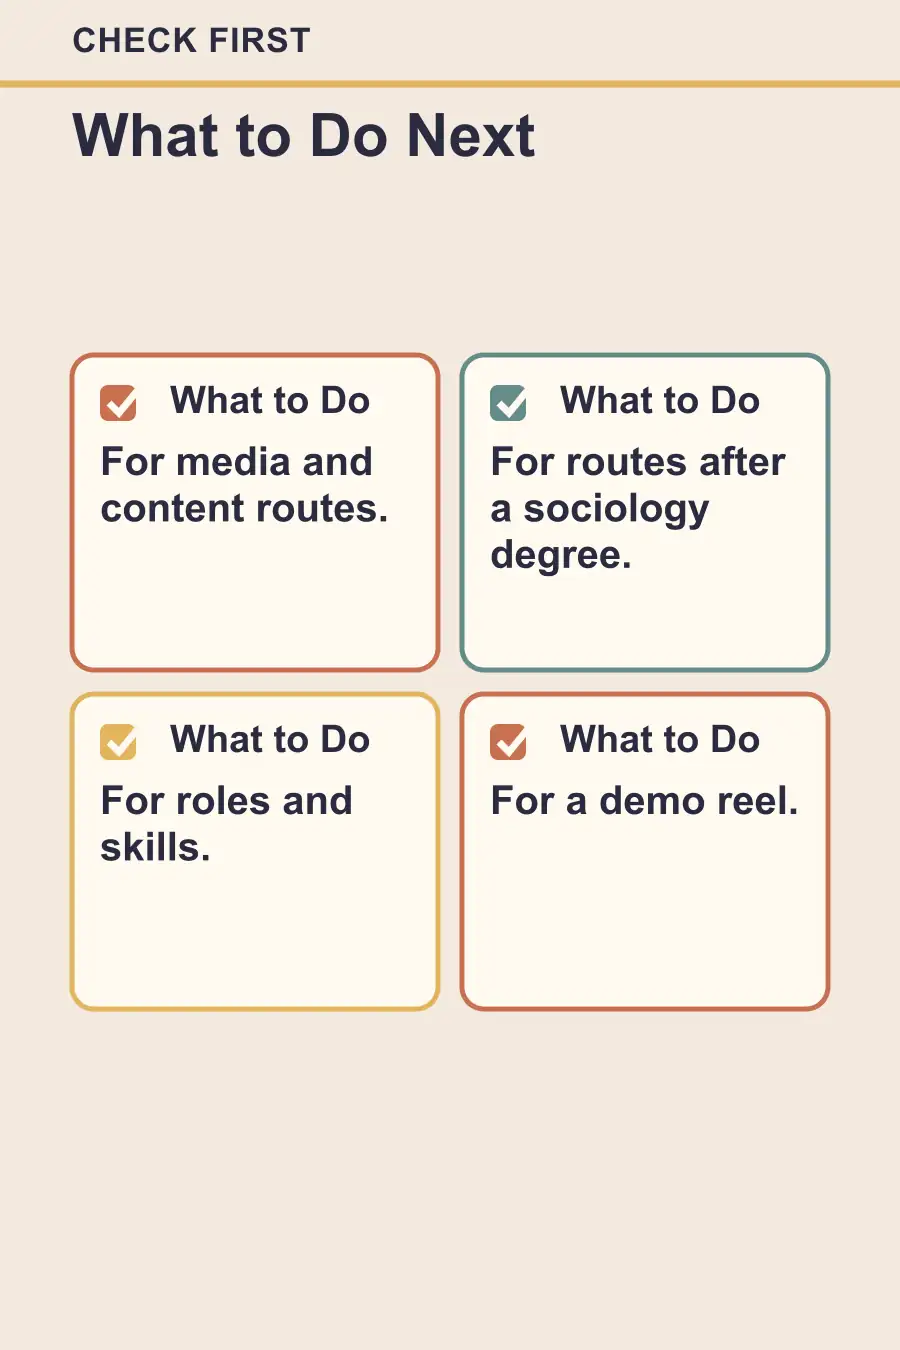 CHECK FIRST
What to Do Next
What to Do
For media and
content routes.
What to Do
For routes after
a sociology
degree.
What to Do
For roles and
skills.
What to Do
For a demo reel.